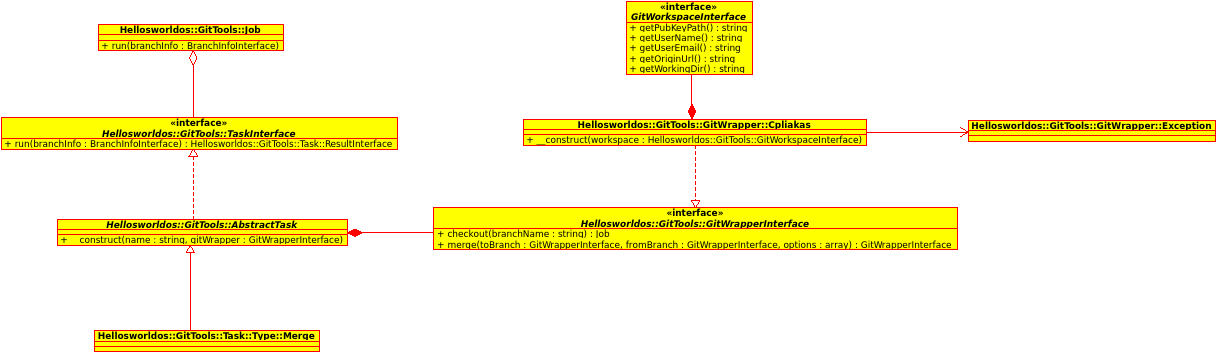 Hellosworldos::GitTools::Job
+ run(branchInfo : BranchInfoInterface)
«interface»
GitWorkspaceInterface
+ getPubKeyPath() : string
+ getUserName() : string
+ getUserEmail() : string
+ getOriginUrl() : string
+ getWorkingDir() : string
«interface»
Hellosworldos::GitTools::TaskInterface
+ run(branchInfo : BranchInfoInterface) : Hellosworldos::GitTools::Task::ResultInterface
Hellosworldos::GitTools::GitWrapper::Cpliakas
+ __construct(workspace : Hellosworldos::GitTools::GitWorkspaceInterface)
Hellosworldos::GitTools::GitWrapper::Exception
Hellosworldos::GitTools::AbstractTask
+ __construct(name : string, gitWrapper : GitWrapperInterface)
«interface»
Hellosworldos::GitTools::GitWrapperInterface
+ checkout(branchName : string) : Job
+ merge(toBranch : GitWrapperInterface, fromBranch : GitWrapperInterface, options : array) : GitWrapperInterface
Hellosworldos::GitTools::Task::Type::Merge